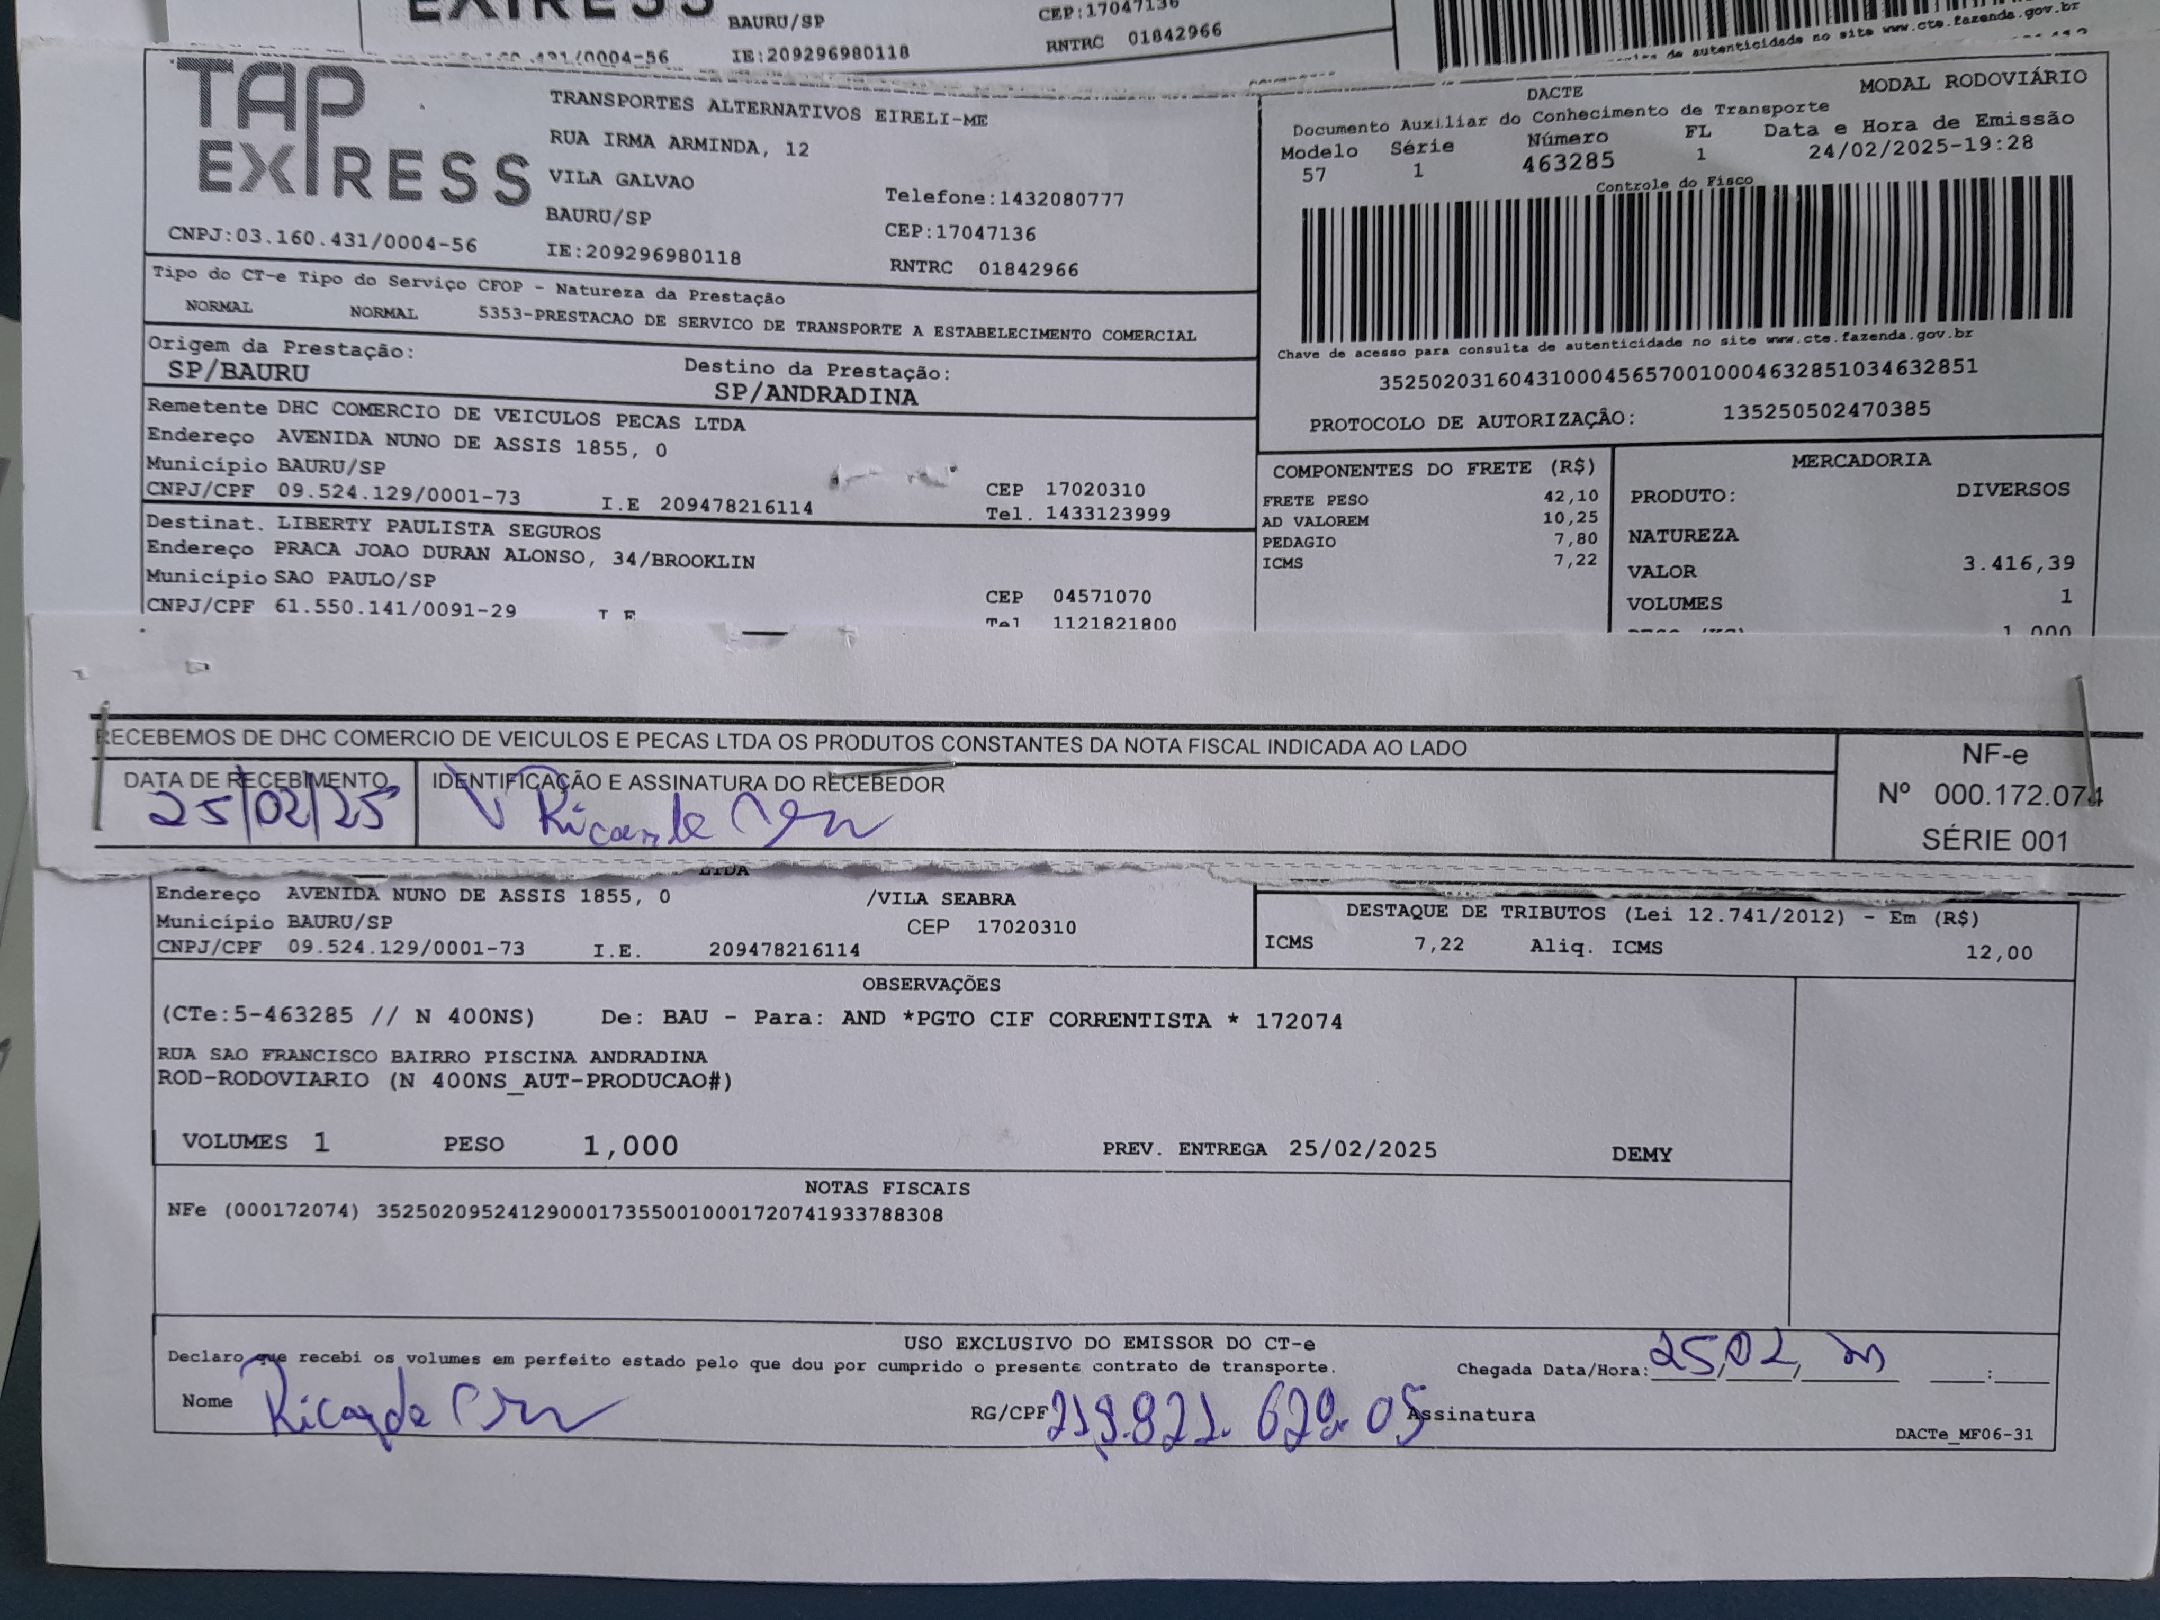 EXPRESS
BAURU/SP
CEP:17047136
IE:209296980118
RNTRC 01842966
www.cte.fazenda.gov.br
de autenticidade no site
TAP
EXPRESS
CNPJ:03.160.431/0004-56
TRANSPORTES ALTERNATIVOS EIRELI-ME
RUA IRMA ARMINDA, 12
VILA GALVAO
BAURU/SP
IE:209296980118
Telefone:1432080777
CEP:17047136
RNTRC 01842966
DACTE
MODAL RODOVIÁRIO
Documento Auxiliar do Conhecimento de Transporte
Modelo Série Número FL Data e Hora de Emissão
57 1 463285 1 24/02/2025-19:28
Controle do Fisco
Chave de acesso para consulta de autenticidade no site www.cte.fazenda.gov.br
35250203160431000456570010004632851034632851
PROTOCOLO DE AUTORIZAÇÃO: 135250502470385
Tipo do CT-e Tipo do Serviço CFOP - Natureza da Prestação
NORMAL NORMAL 5353-PRESTACAO DE SERVICO DE TRANSPORTE A ESTABELECIMENTO COMERCIAL
Origem da Prestação:
SP/BAURU
Destino da Prestação:
SP/ANDRADINA
Remetente DHC COMERCIO DE VEICULOS PECAS LTDA
Endereço AVENIDA NUNO DE ASSIS 1855, 0
Município BAURU/SP
CNPJ/CPF 09.524.129/0001-73 I.E 209478216114
CEP 17020310
Tel. 1433123999
Destinat. LIBERTY PAULISTA SEGUROS
Endereço PRACA JOAO DURAN ALONSO, 34/BROOKLIN
Município SAO PAULO/SP
CNPJ/CPF 61.550.141/0091-29 I E
CEP 04571070
Tel 1121821800
COMPONENTES DO FRETE (R$)
FRETE PESO 42,10
AD VALOREM 10,25
PEDAGIO 7,80
ICMS 7,22
MERCADORIA
PRODUTO: DIVERSOS
NATUREZA
VALOR 3.416,39
VOLUMES 1
1,000
RECEBEMOS DE DHC COMERCIO DE VEICULOS E PECAS LTDA OS PRODUTOS CONSTANTES DA NOTA FISCAL INDICADA AO LADO
DATA DE RECEBIMENTO
25/02/25
IDENTIFICAÇÃO E ASSINATURA DO RECEBEDOR
NF-e
Nº 000.172.074
SÉRIE 001
LTDA
Endereço AVENIDA NUNO DE ASSIS 1855, 0 /VILA SEABRA
Município BAURU/SP CEP 17020310
CNPJ/CPF 09.524.129/0001-73 I.E. 209478216114
DESTAQUE DE TRIBUTOS (Lei 12.741/2012) - Em (R$)
ICMS 7,22 Aliq. ICMS 12,00
OBSERVAÇÕES
(CTe:5-463285 // N 400NS) De: BAU - Para: AND *PGTO CIF CORRENTISTA * 172074
RUA SAO FRANCISCO BAIRRO PISCINA ANDRADINA
ROD-RODOVIARIO (N 400NS_AUT-PRODUCAO#)
VOLUMES 1 PESO 1,000 PREV. ENTREGA 25/02/2025 DEMY
NOTAS FISCAIS
NFe (000172074) 35250209524129000173550010001720741933788308
USO EXCLUSIVO DO EMISSOR DO CT-e
Declaro que recebi os volumes em perfeito estado pelo que dou por cumprido o presente contrato de transporte.
Chegada Data/Hora: 25,02,
Nome
RG/CPF
Assinatura
DACTe_MF06-31